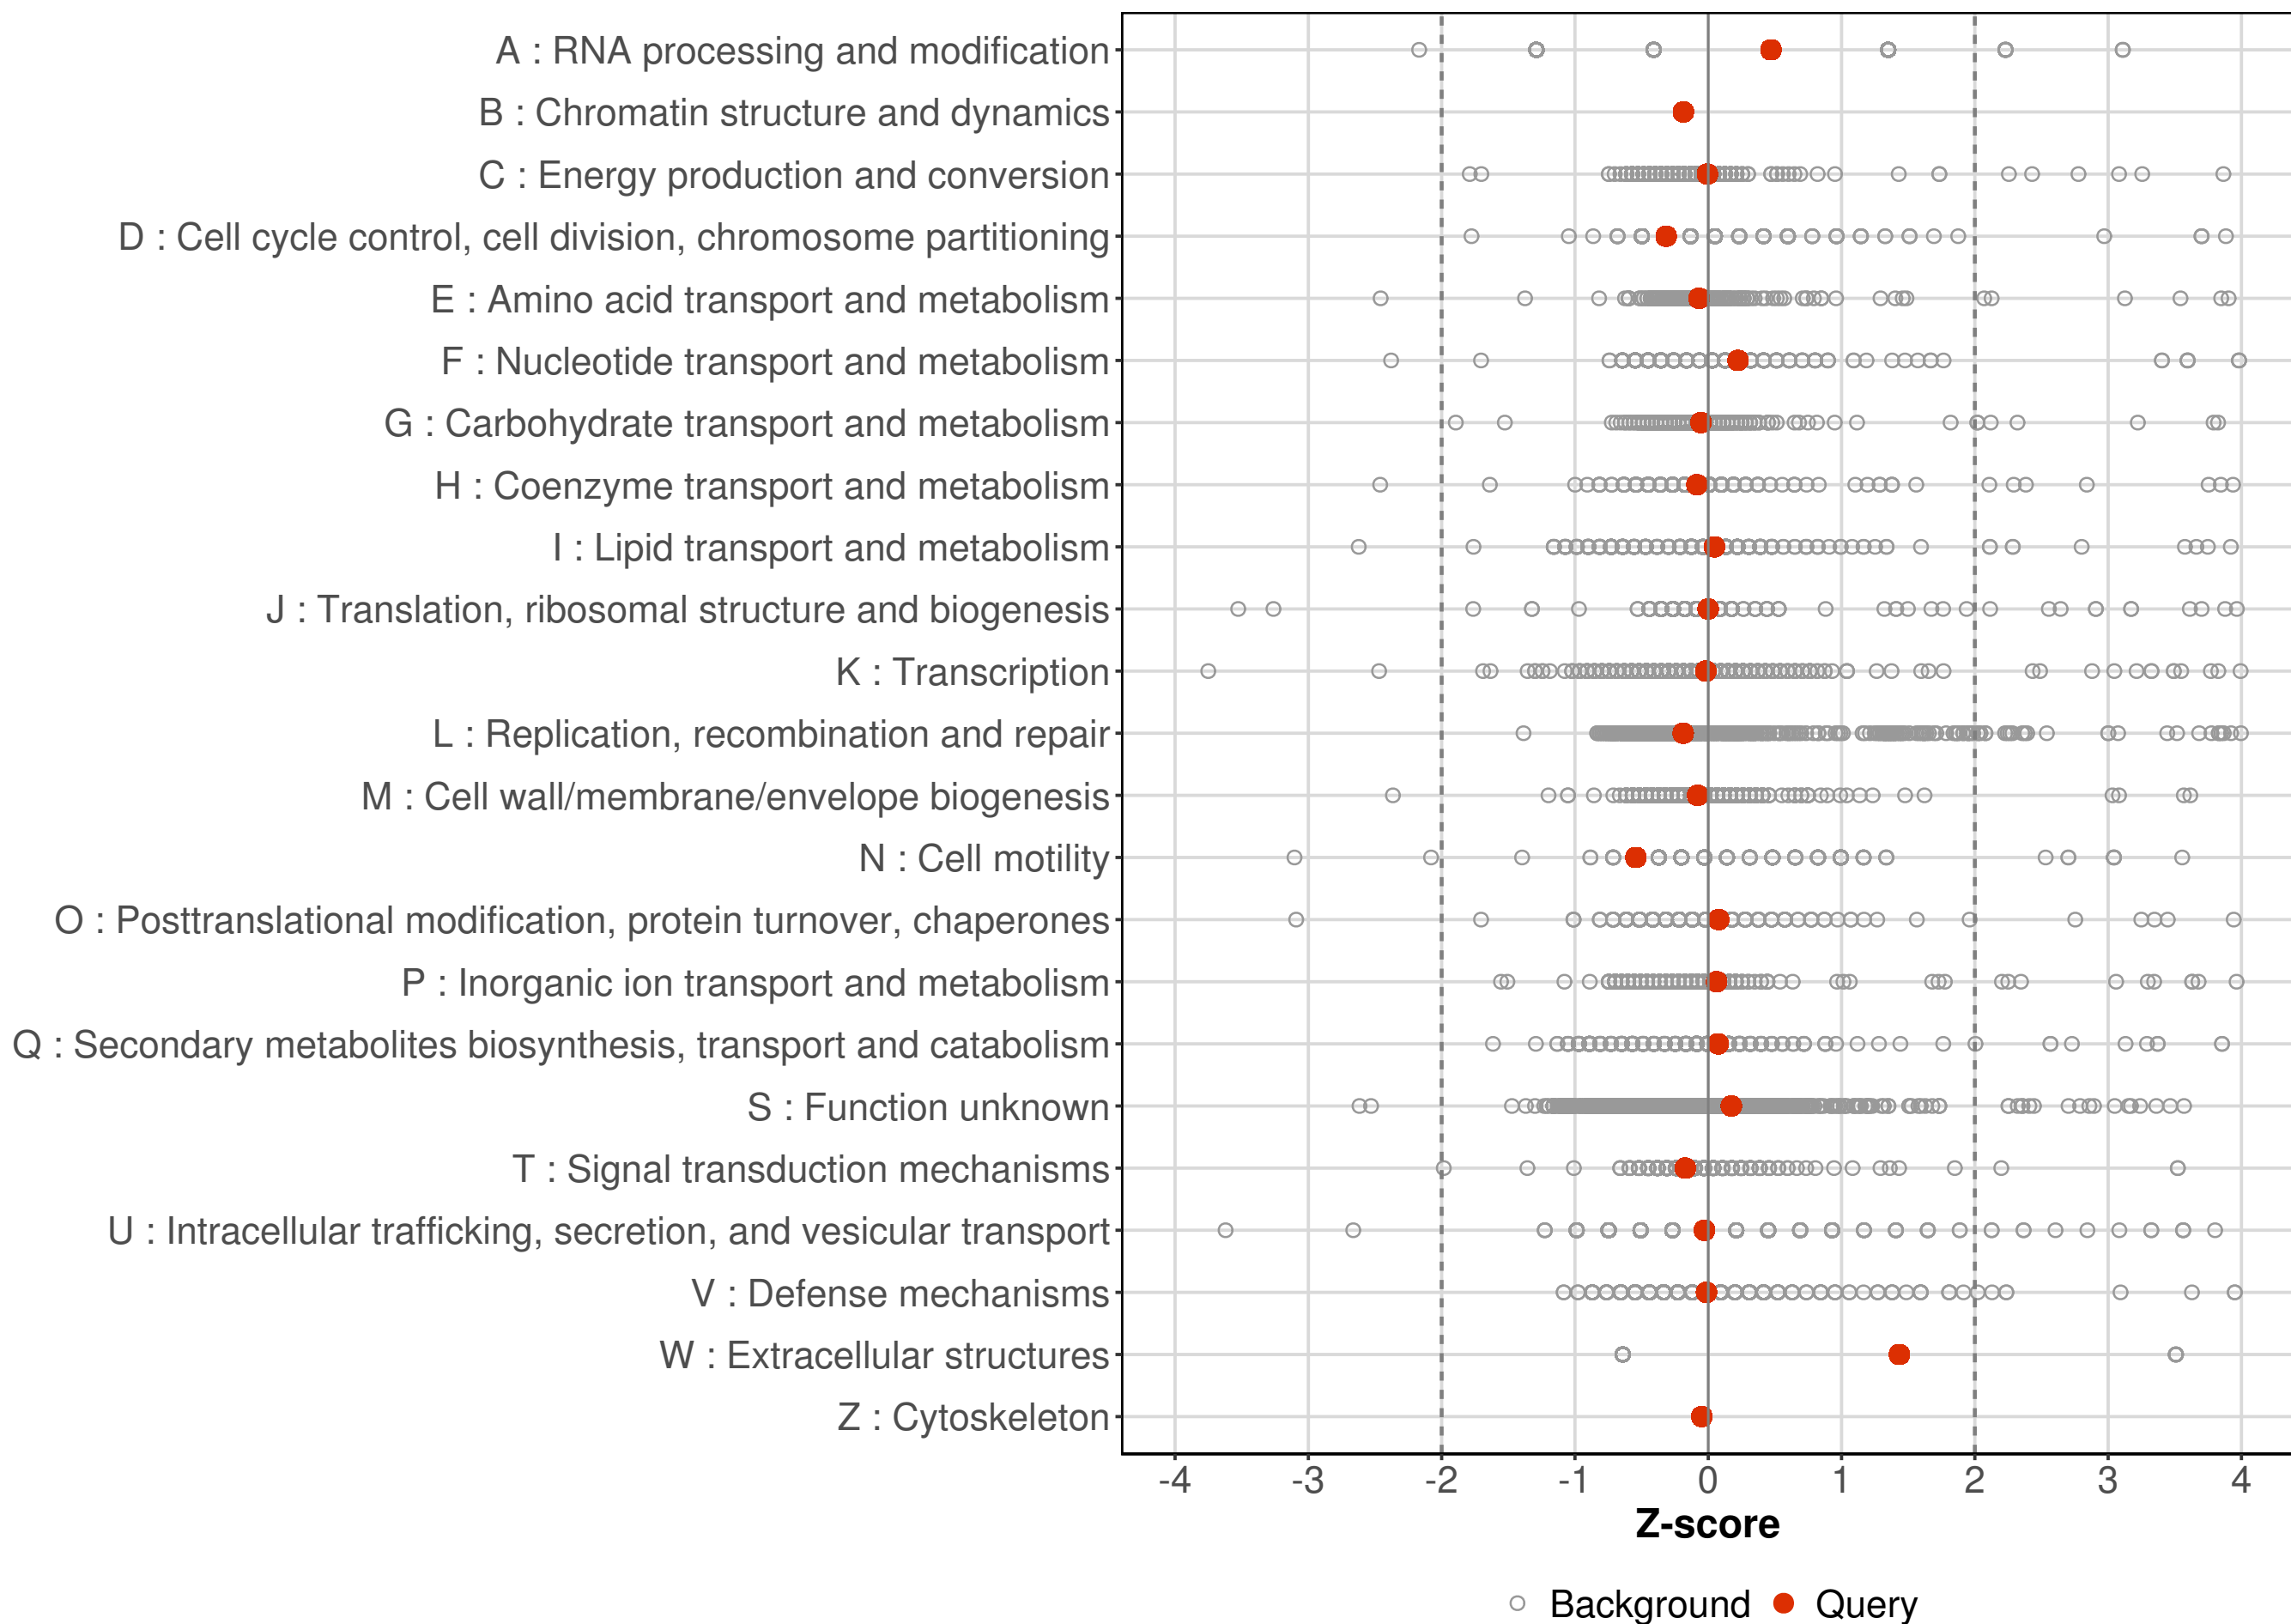 A : RNA processing and modification
B : Chromatin structure and dynamics
C : Energy production and conversion
D : Cell cycle control, cell division, chromosome partitioning
E : Amino acid transport and metabolism
F : Nucleotide transport and metabolism
G : Carbohydrate transport and metabolism
H : Coenzyme transport and metabolism
I : Lipid transport and metabolism
J : Translation, ribosomal structure and biogenesis
K : Transcription
L : Replication, recombination and repair
M : Cell wall/membrane/envelope biogenesis
N : Cell motility
O : Posttranslational modification, protein turnover, chaperones
P : Inorganic ion transport and metabolism
Q : Secondary metabolites biosynthesis, transport and catabolism
S : Function unknown
T : Signal transduction mechanisms
U : Intracellular trafficking, secretion, and vesicular transport
V : Defense mechanisms
W : Extracellular structures
Z : Cytoskeleton
-4 -3 -2 -1 0 1 2 3 4
Z-score
Background Query